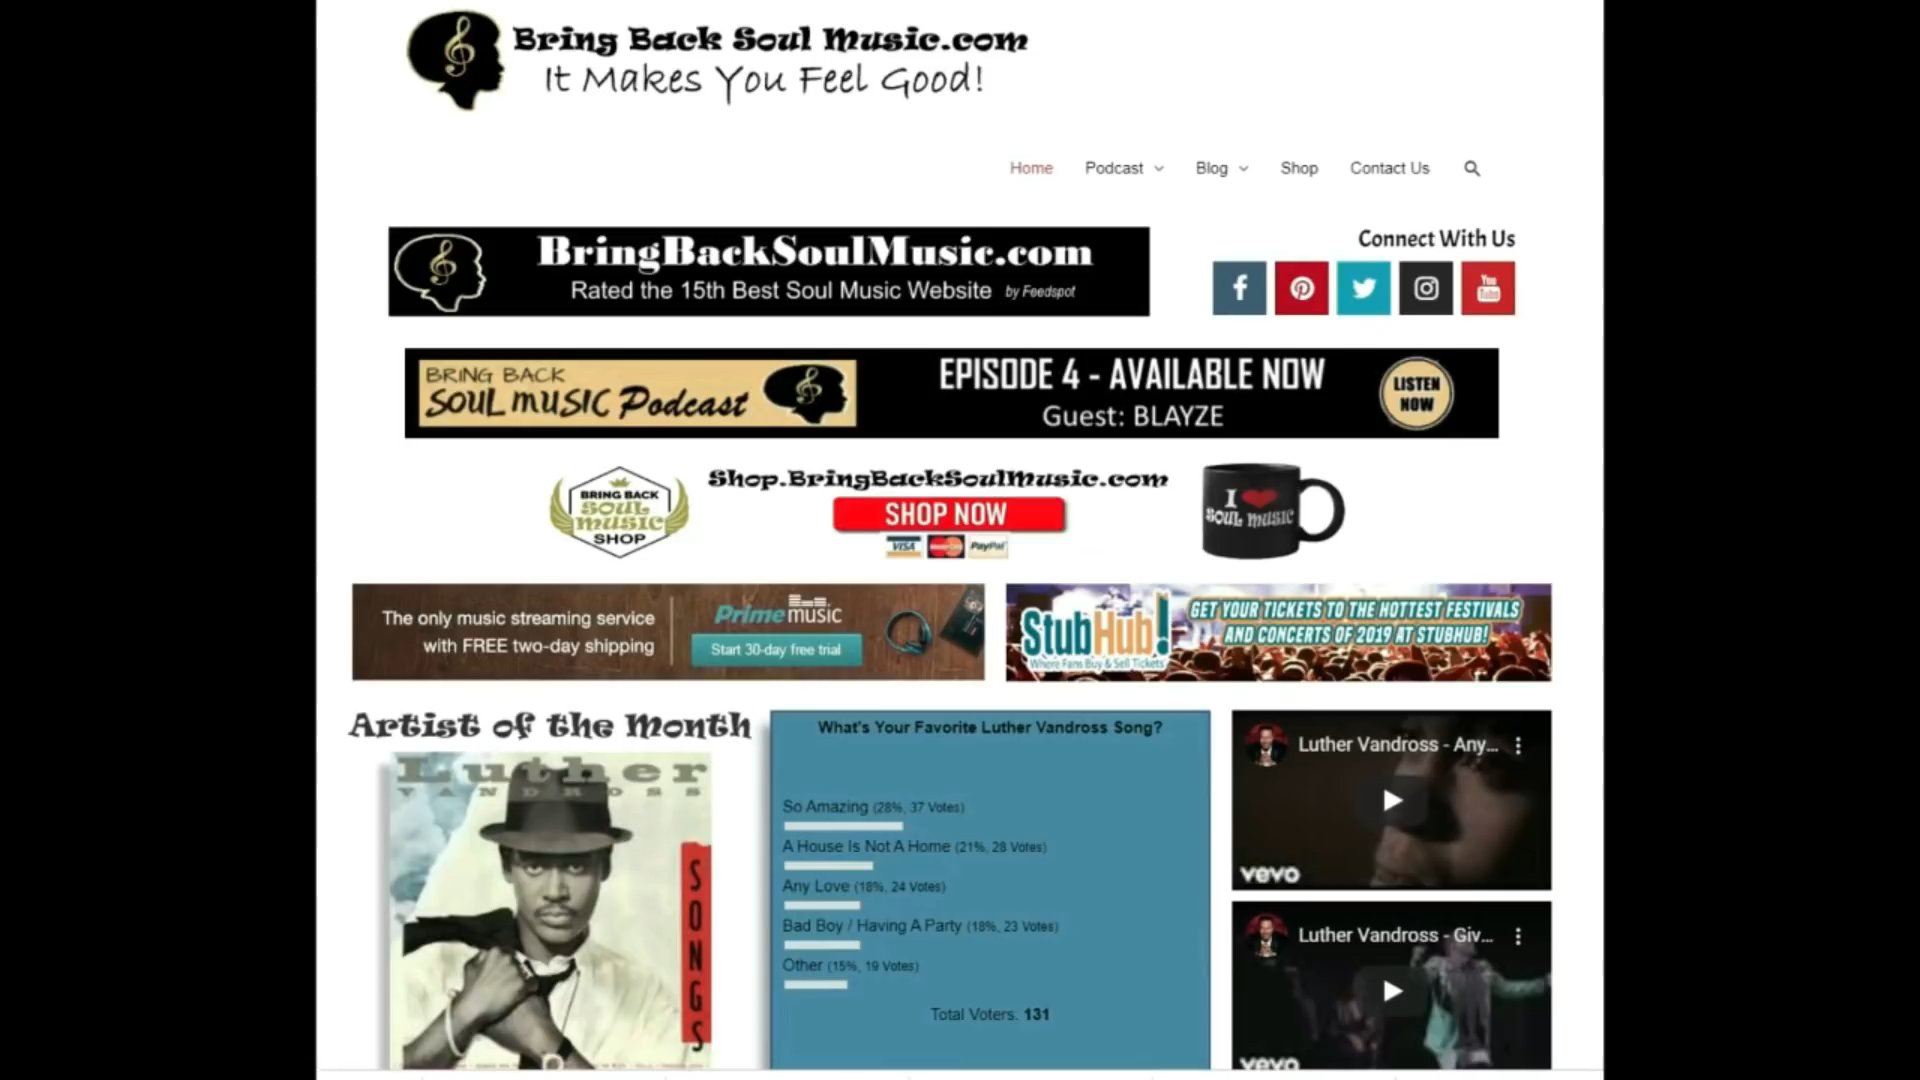 Bring Back Soul Music.com
It Makes You Feel Good!
Home Podcast Blog Shop Contact Us
BringBackSoulMusic.com
Rated the 15th Best Soul Music Website by Feedspot
Connect With Us
You
Tube
BRING BACK
SOUL MUSIC Podcast
EPISODE 4 - AVAILABLE NOW
Guest: BLAYZE
LISTEN
NOW
BRING BACK
SOUL
MUSIC
SHOP
Shop.BringBackSoulMusic.com
SHOP NOW
VISA MasterCard PayPal
I
SOUL MUSIC
The only music streaming service
with FREE two-day shipping
Prime music
Start 30-day free trial
StubHub!
Where Fans Buy & Sell Tickets
GET YOUR TICKETS TO THE HOTTEST FESTIVALS
AND CONCERTS OF 2019 AT STUBHUB!
Artist of the Month
Luther
VANDROSS
SONGS
What's Your Favorite Luther Vandross Song?
So Amazing (28%, 37 Votes)
A House Is Not A Home (21%, 28 Votes)
Any Love (18%, 24 Votes)
Bad Boy / Having A Party (18%, 23 Votes)
Other (15%, 19 Votes)
Total Voters: 131
Luther Vandross - Any...
vevo
Luther Vandross - Giv...
vevo